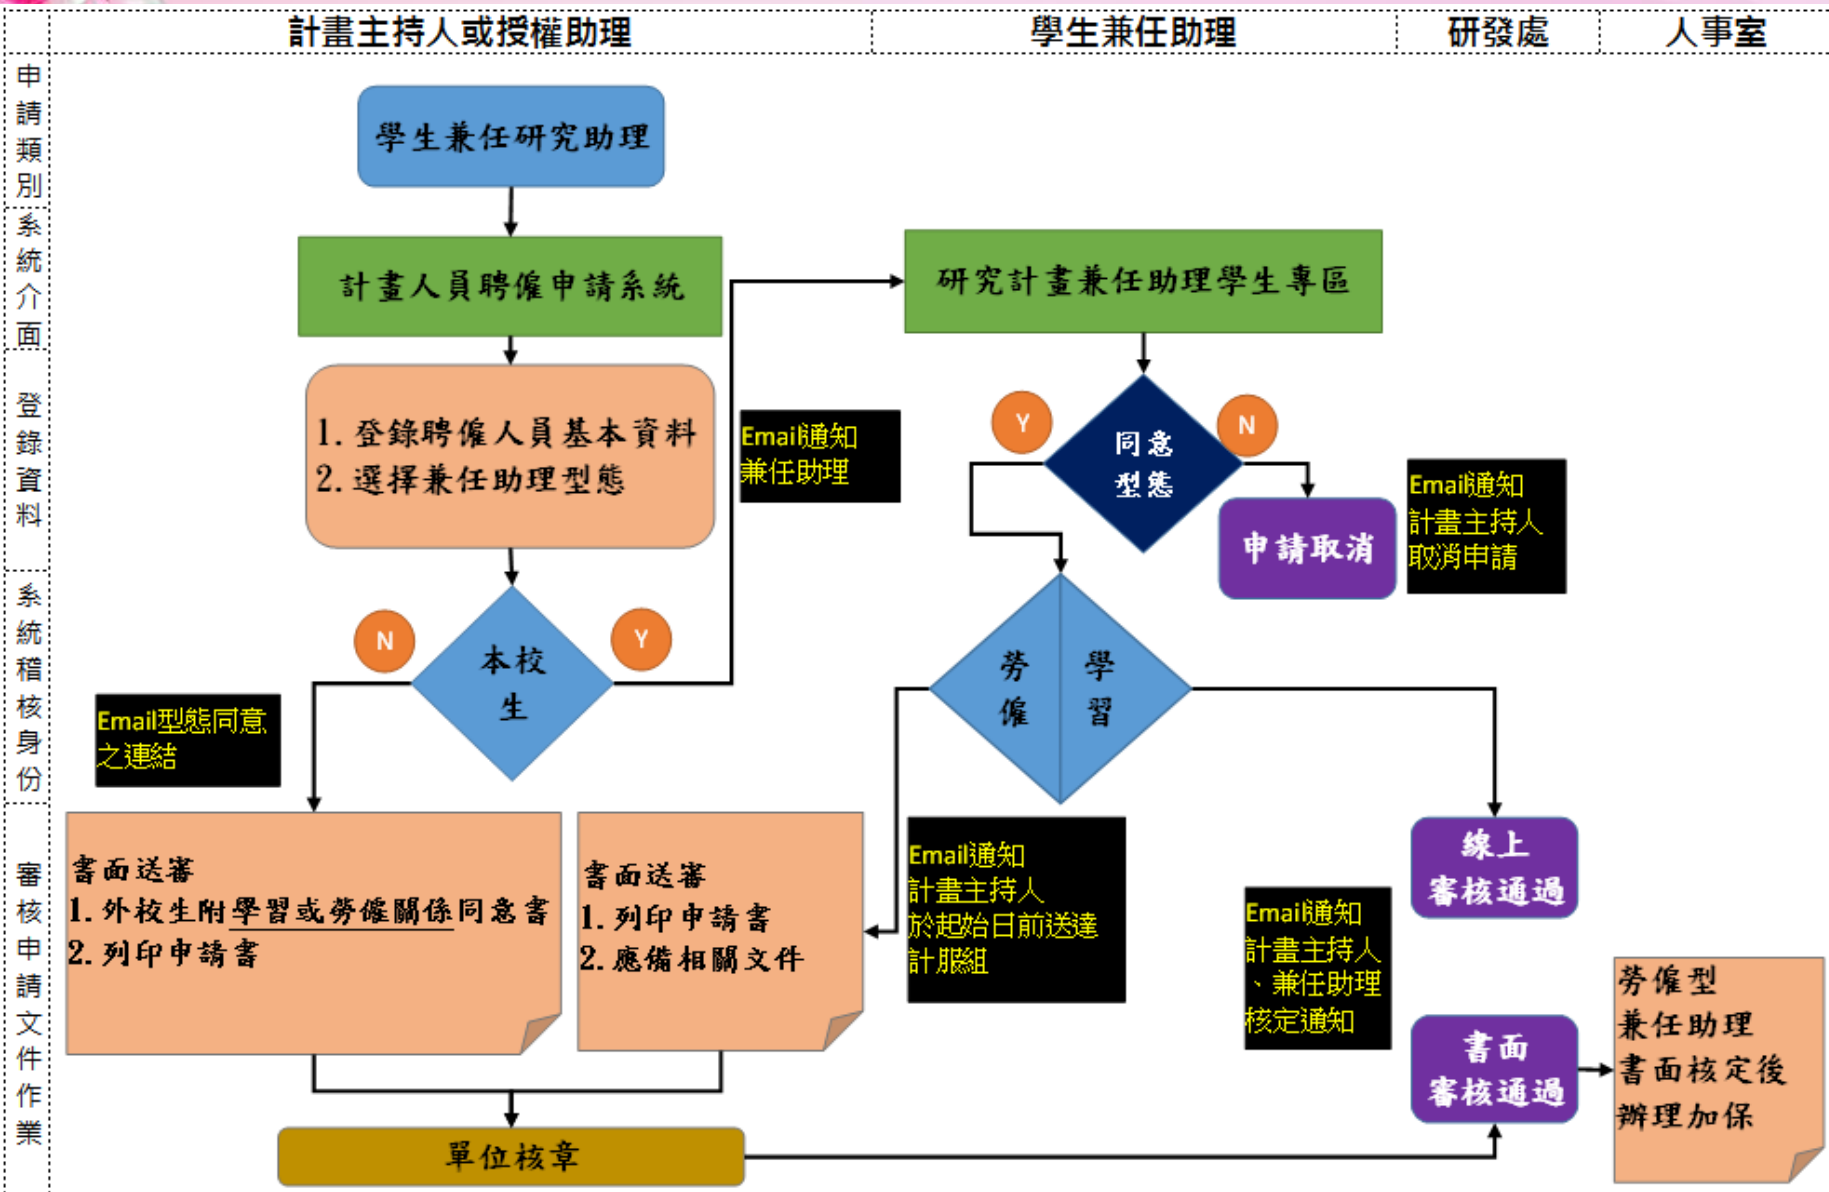 計畫主持人或授權助理
學生兼任助理
研發處
人事室
申請類別
學生兼任研究助理
系統介面
計畫人員聘僱申請系統
研究計畫兼任助理學生專區
登錄資料
1. 登錄聘僱人員基本資料
2. 選擇兼任助理型態
Email通知
兼任助理
Y
同意
型態
N
申請取消
Email通知
計畫主持人
取消申請
系統稽核身份
N
本校
生
Y
Email型態同意
之連結
勞僱
學習
審核申請文件作業
書面送審
1. 外校生附學習或勞僱關係同意書
2. 列印申請書
書面送審
1. 列印申請書
2. 應備相關文件
Email通知
計畫主持人
於起始日前送達
計服組
線上
審核通過
Email通知
計畫主持人
、兼任助理
核定通知
書面
審核通過
勞僱型
兼任助理
書面核定後
辦理加保
單位核章